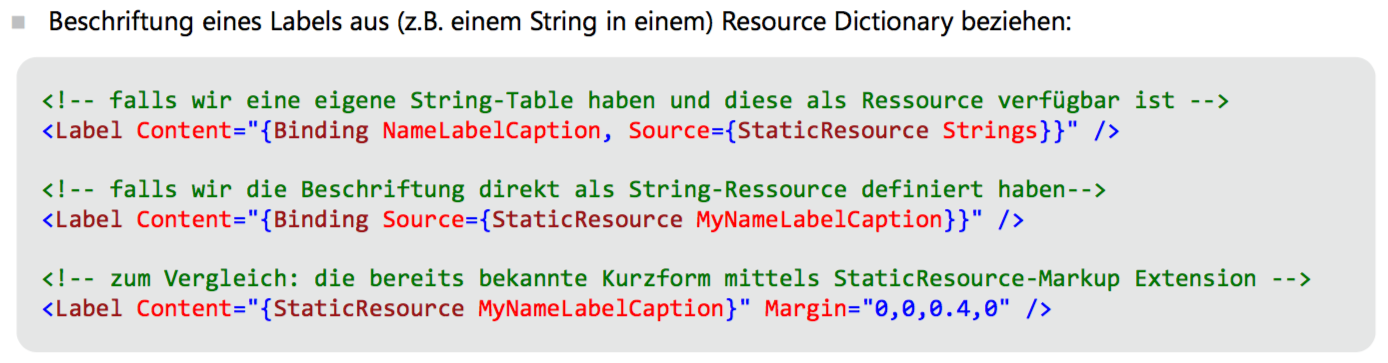 Beschriftung eines Labels aus (z.B. einem String in einem) Resource Dictionary beziehen:
<!-- falls wir eine eigene String-Table haben und diese als Ressource verfügbar ist -->
<Label Content="{Binding NameLabelCaption, Source={StaticResource Strings}}" />
<!-- falls wir die Beschriftung direkt als String-Ressource definiert haben-->
<Label Content="{Binding Source={StaticResource MyNameLabelCaption}}" />
<!-- zum Vergleich: die bereits bekannte Kurzform mittels StaticResource-Markup Extension -->
<Label Content="{StaticResource MyNameLabelCaption}" Margin="0,0,0.4,0" />